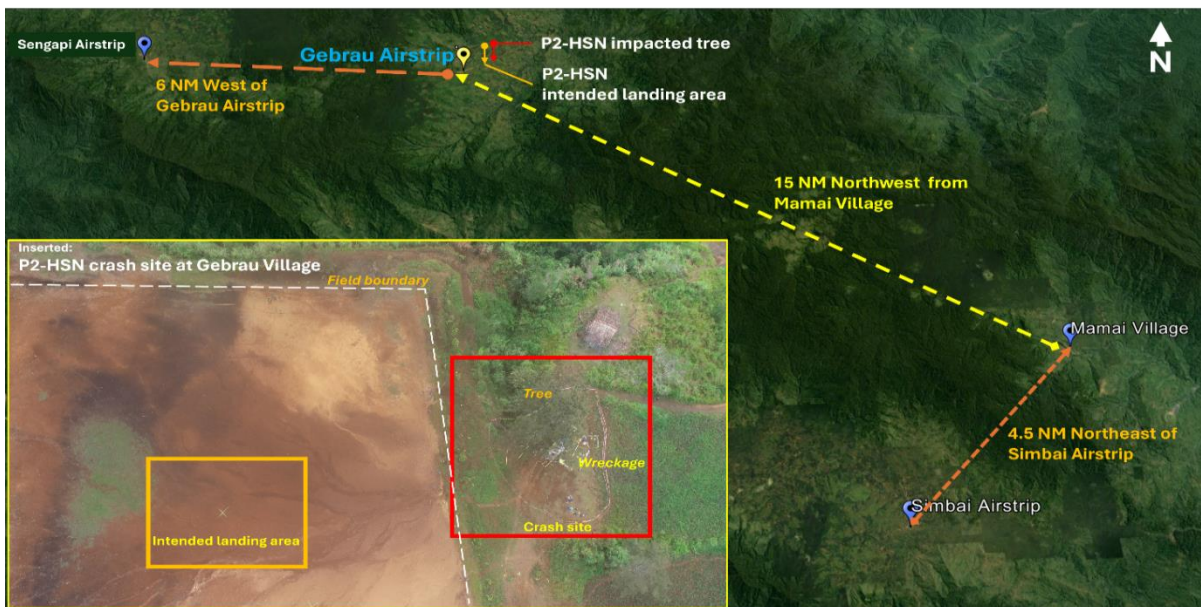 Sengapi Airstrip
Gebrau Airstrip
P2-HSN impacted tree
P2-HSN
intended landing area
N
6 NM West of
Gebrau Airstrip
15 NM Northwest from
Mamai Village
Mamai Village
4.5 NM Northeast of
Simbai Airstrip
Simbai Airstrip
Inserted:
P2-HSN crash site at Gebrau Village
Field boundary
Tree
Wreckage
Intended landing area
Crash site